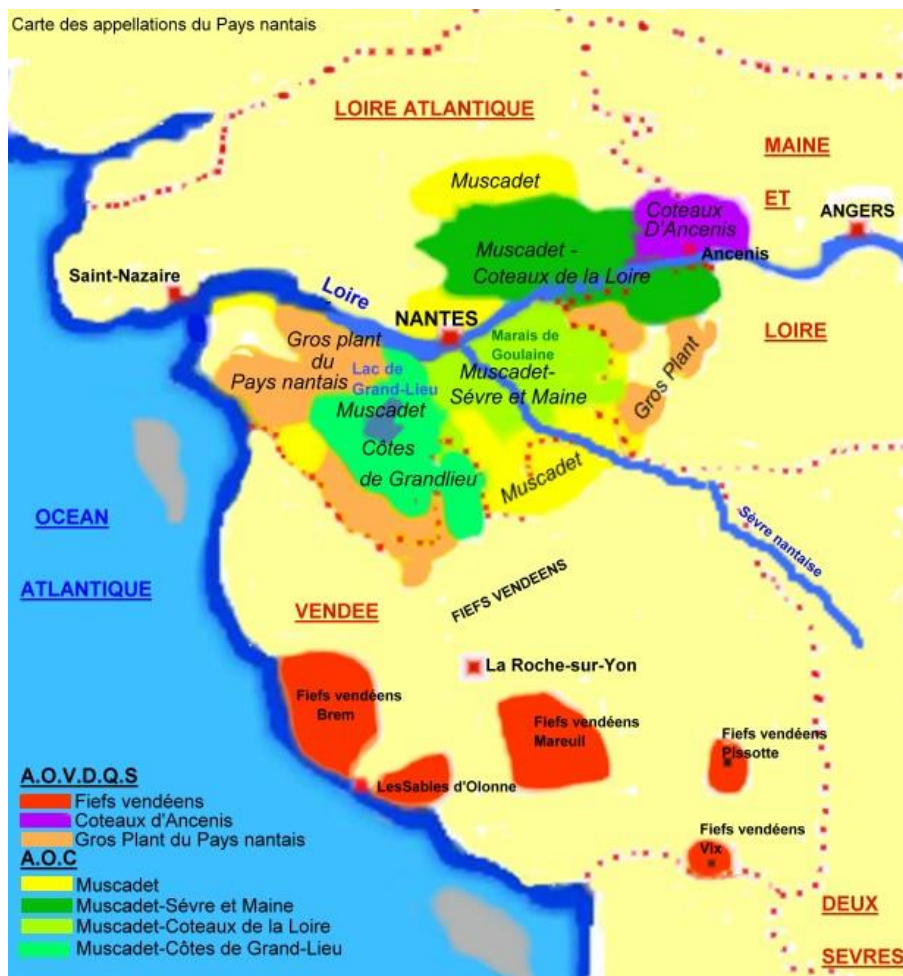 Carte des appellations du Pays nantais
LOIRE ATLANTIQUE
MAINE
ET
LOIRE
Muscadet
Coteaux
D'Ancenis
ANGERS
Ancenis
Muscadet -
Coteaux de la Loire
Saint-Nazaire
Loire
NANTES
Marais de
Goulaine
Gros plant
du
Pays nantais
Lac de
Grand-Lieu
Muscadet-
Sévre et Maine
Gros Plant
Muscadet
Côtes
de Grandlieu
Muscadet
OCEAN
ATLANTIQUE
Sèvre nantaise
FIEFS VENDEENS
VENDEE
La Roche-sur-Yon
Fiefs vendéens
Brem
Fiefs vendéens
Mareuil
Fiefs vendéens
Pissotte
LesSables d'Olonne
Fiefs vendéens
Vix
DEUX
SEVRES
A.O.V.D.Q.S
Fiefs vendéens
Coteaux d'Ancenis
Gros Plant du Pays nantais
A.O.C
Muscadet
Muscadet-Sévre et Maine
Muscadet-Coteaux de la Loire
Muscadet-Côtes de Grand-Lieu